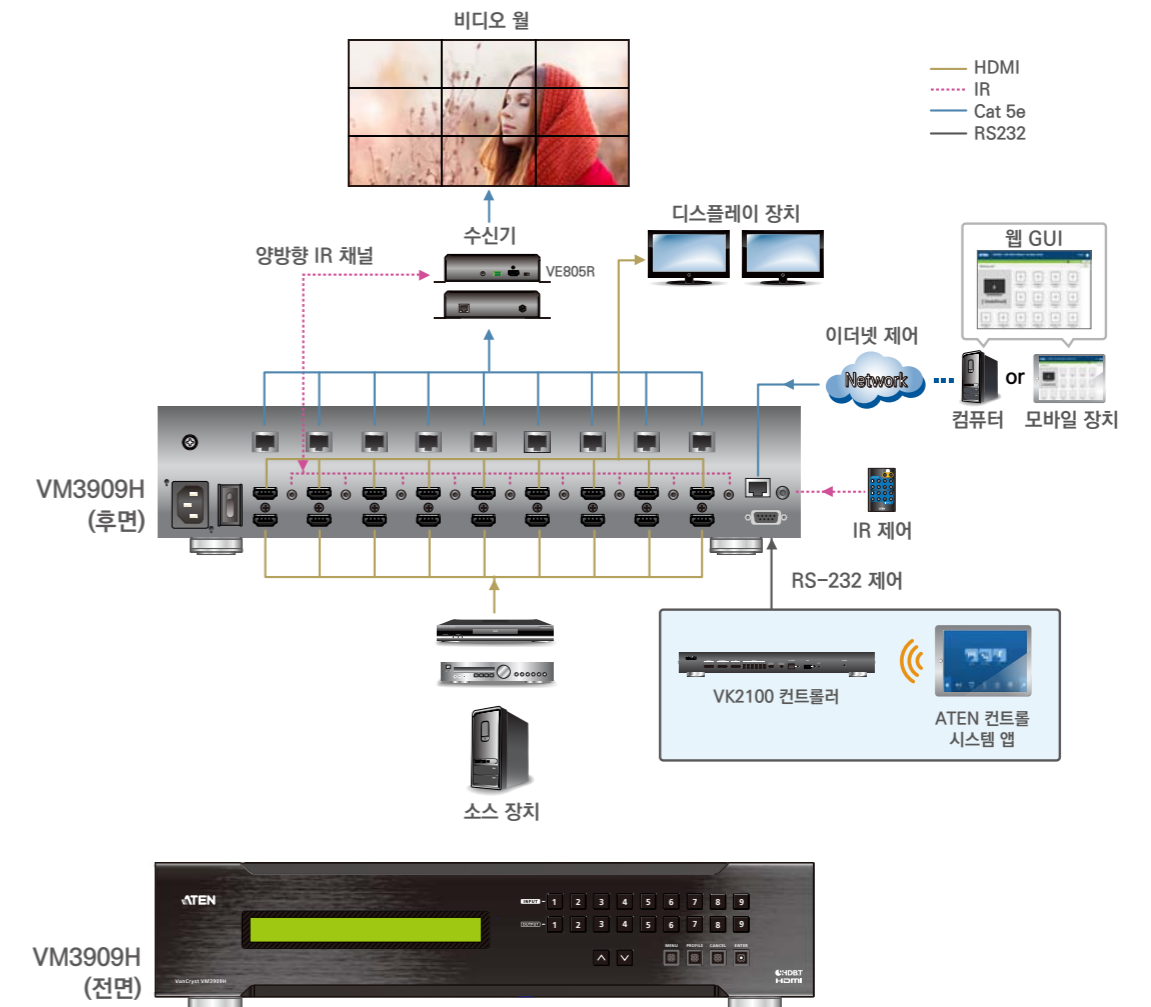 비디오 월
HDMI
IR
Cat 5e
RS232
디스플레이 장치
수신기
양방향 IR 채널
VE805R
웹 GUI
이더넷 제어
Network
or
컴퓨터
모바일 장치
VM3909H
(후면)
IR 제어
RS-232 제어
VK2100 컨트롤러
ATEN 컨트롤
시스템 앱
소스 장치
ATEN
INPUT 1 2 3 4 5 6 7 8 9
OUTPUT 1 2 3 4 5 6 7 8 9
MENU PROFILE CANCEL ENTER
VM3909H
(전면)
VanCryst VM3909H
HDBT
HDMI